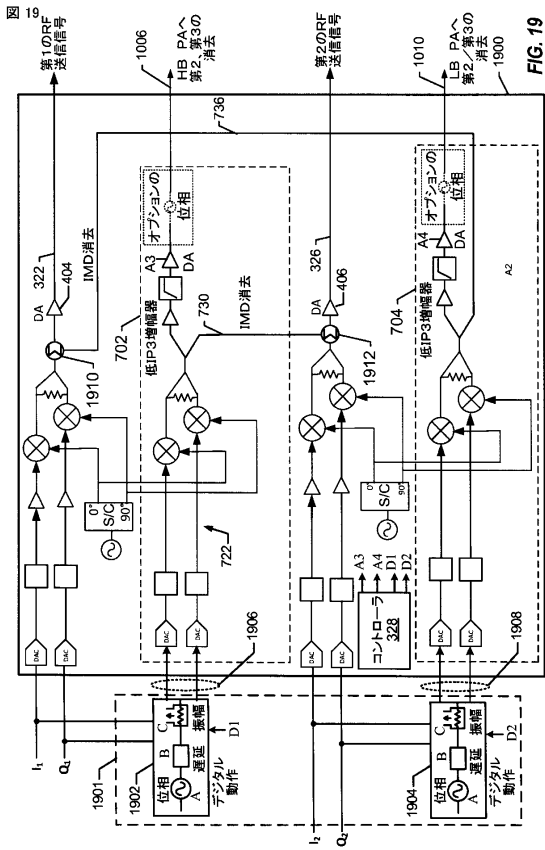 図 19
FIG. 19
第1のRF
送信信号
322
DA
404
IMD消去
1910
1006
HB PAへ
第2、第3の
消去
オプションの
位相
A3
DA
702
低IP3増幅器
730
IMD消去
736
第2のRF
送信信号
326
DA
406
1912
1010
LB PAへ
第2／第3の
消去
1900
オプションの
位相
A4
DA
704
低IP3増幅器
A2
0°
S/C
90°
722
0°
S/C
90°
A3
A4
D1
D2
コントローラ
328
DAC
DAC
DAC
DAC
DAC
DAC
DAC
DAC
1906
1908
I1
Q1
1901
1902
位相
A
B
遅延
C
振幅
D1
デジタル
動作
1904
位相
A
B
遅延
C
振幅
D2
デジタル
動作
I2
Q2